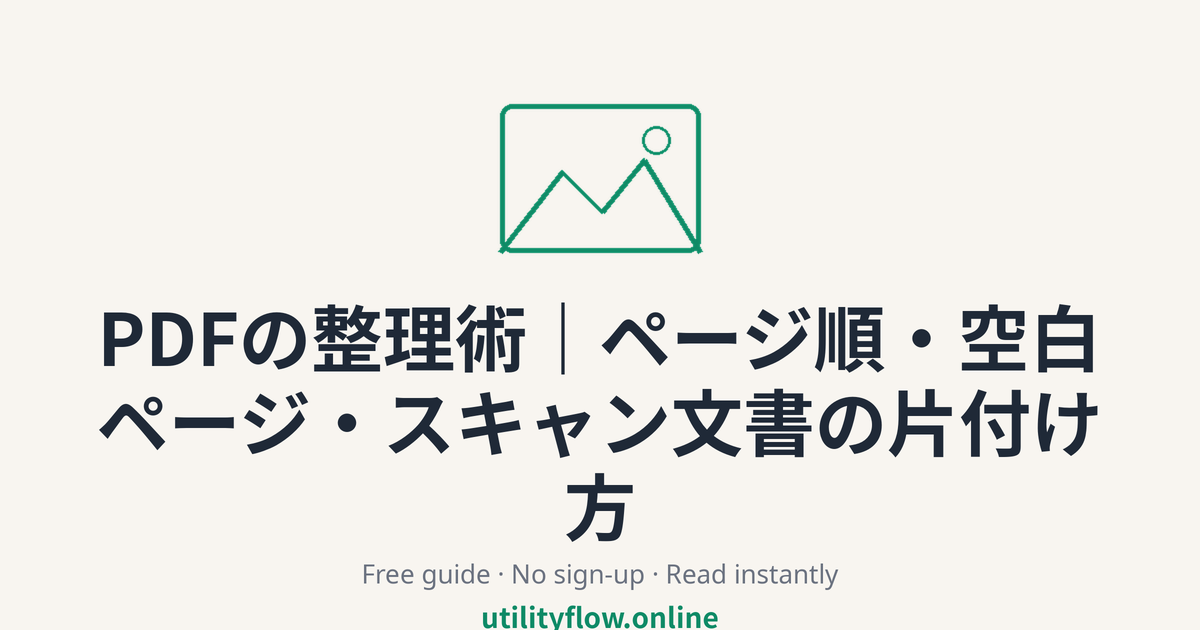 PDFの整理術｜ページ順・空白
ページ・スキャン文書の片付け
方
Free guide · No sign-up · Read instantly
utilityflow.online